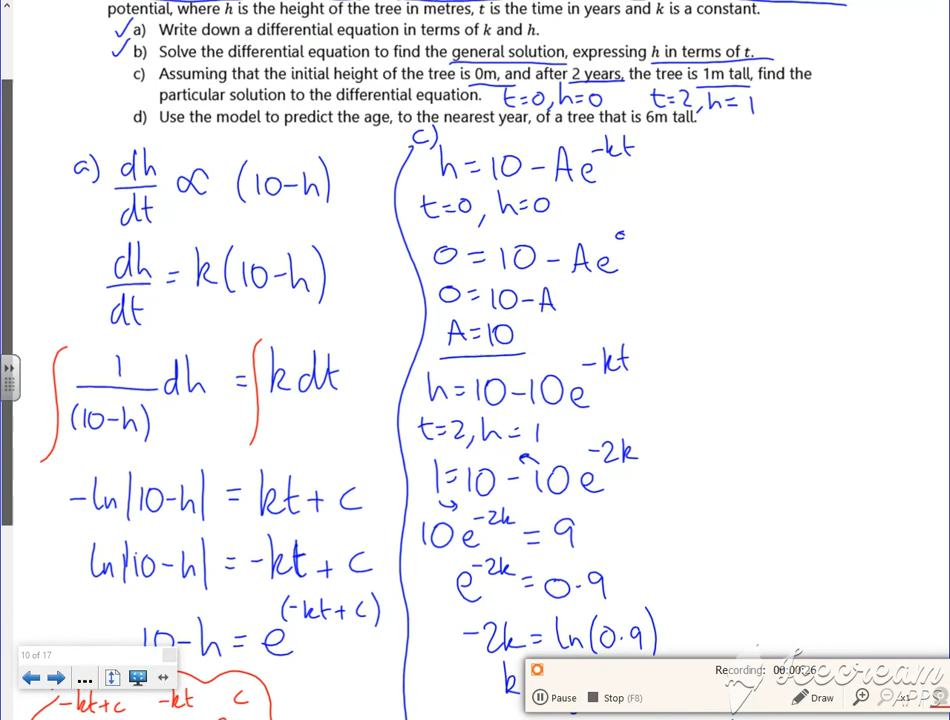 potential, where h is the height of the tree in metres, t is the time in years and k is a constant.
✓a) Write down a differential equation in terms of k and h.
✓b) Solve the differential equation to find the general solution, expressing h in terms of t.
c) Assuming that the initial height of the tree is 0m, and after 2 years, the tree is 1m tall, find the
particular solution to the differential equation. t=0, h=0 t=2, h=1
d) Use the model to predict the age, to the nearest year, of a tree that is 6m tall.
a) dh/dt ∝ (10-h)
dh/dt = k(10-h)
∫ 1/(10-h) dh = ∫ k dt
-ln|10-h| = kt + c
ln|10-h| = -kt + c
10-h = e^(-kt+c)
-kt+c -kt c
c)
h = 10 - Ae^-kt
t=0, h=0
0 = 10 - Ae^0
0 = 10 - A
A = 10
h = 10 - 10e^-kt
t=2, h=1
1 = 10 - 10e^-2k
10e^-2k = 9
e^-2k = 0.9
-2k = ln(0.9)
k
10 of 17
Recording: 00:00:26
Pause Stop (F8) Draw x1
Icecream